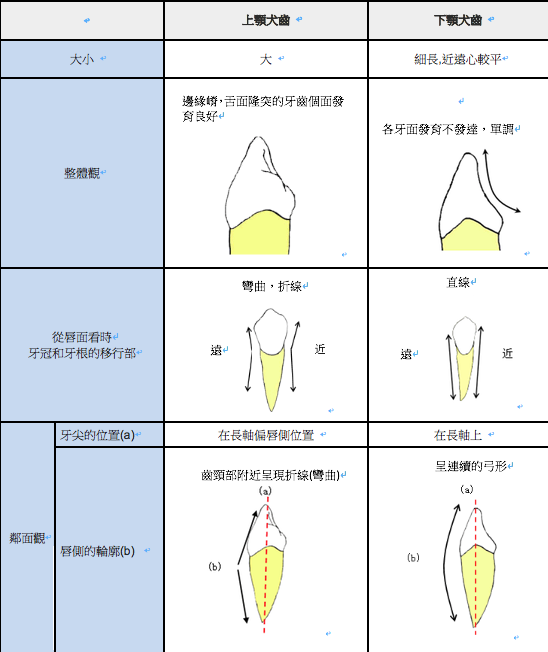 上顎犬齒
下顎犬齒
大小
大
細長,近遠心較平
整體觀
邊緣嵴,舌面隆突的牙齒個面發
育良好
各牙面發育不發達，單調
從唇面看時
牙冠和牙根的移行部
彎曲，折線
遠
近
直線
遠
近
鄰面觀
牙尖的位置(a)
在長軸偏唇側位置
在長軸上
唇側的輪廓(b)
齒頸部附近呈現折線(彎曲)
(a)
(b)
呈連續的弓形
(a)
(b)